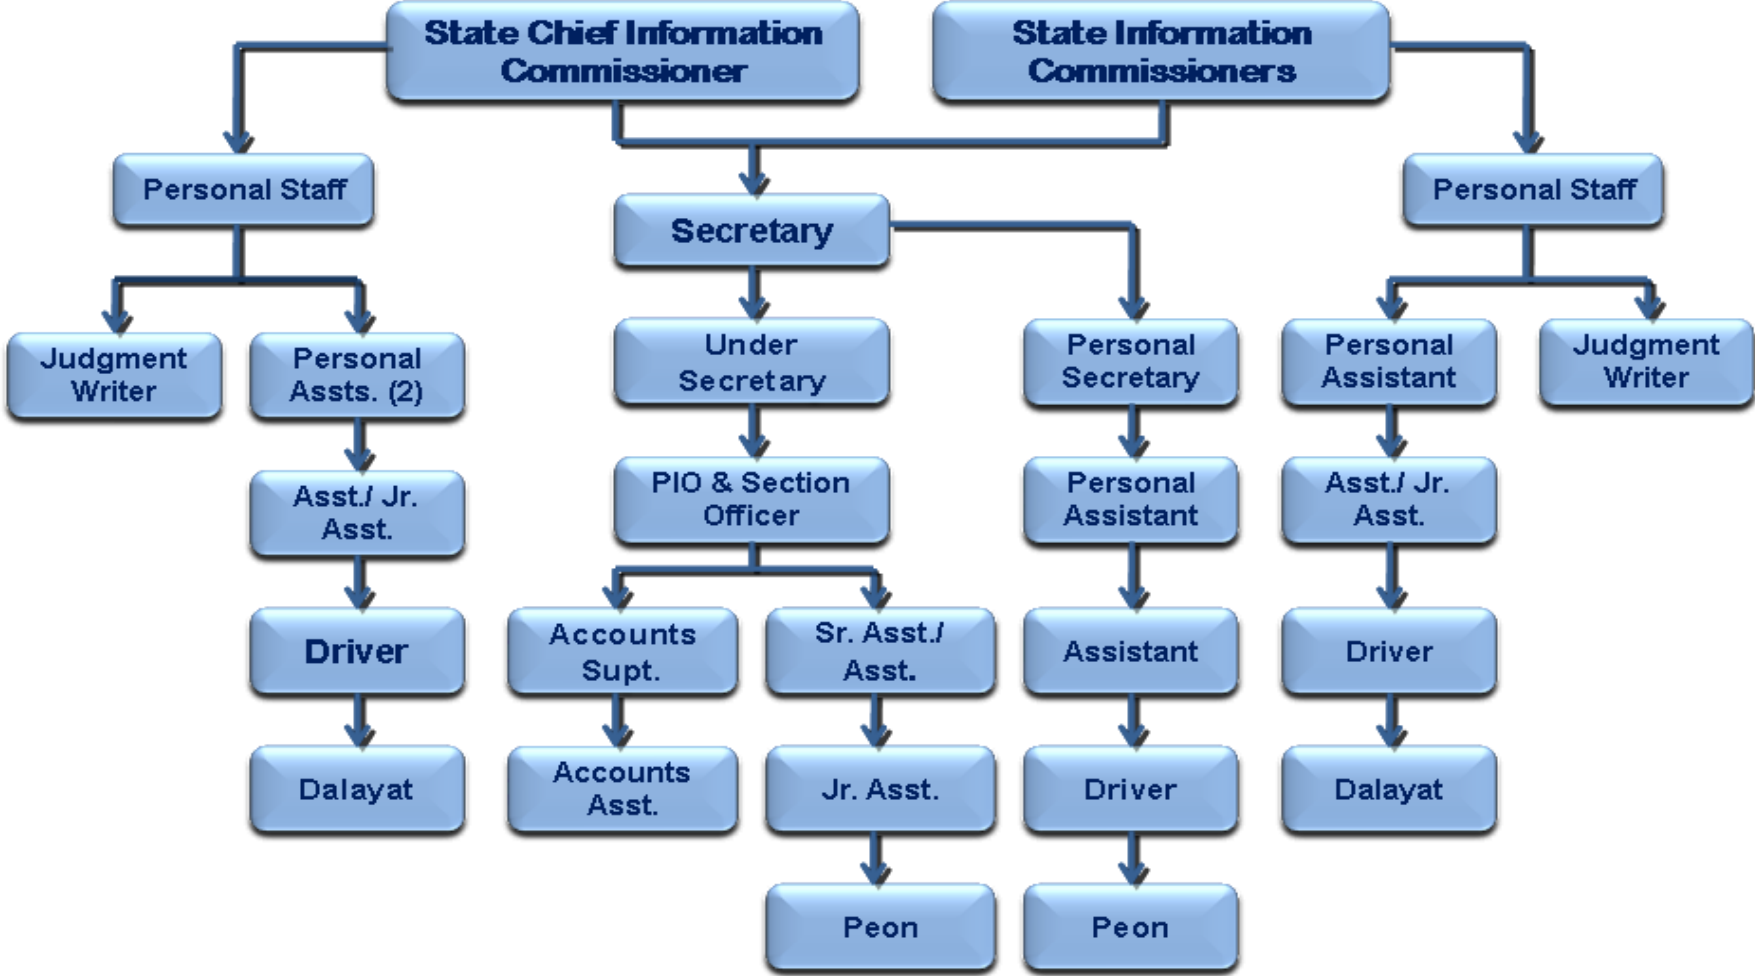 State Chief Information
Commissioner
State Information
Commissioners
Personal Staff
Secretary
Personal Staff
Judgment
Writer
Personal
Assts. (2)
Under
Secretary
Personal
Secretary
Personal
Assistant
Judgment
Writer
Asst./ Jr.
Asst.
PIO & Section
Officer
Personal
Assistant
Asst./ Jr.
Asst.
Driver
Accounts
Supt.
Sr. Asst./
Asst.
Assistant
Driver
Dalayat
Accounts
Asst.
Jr. Asst.
Driver
Dalayat
Peon
Peon